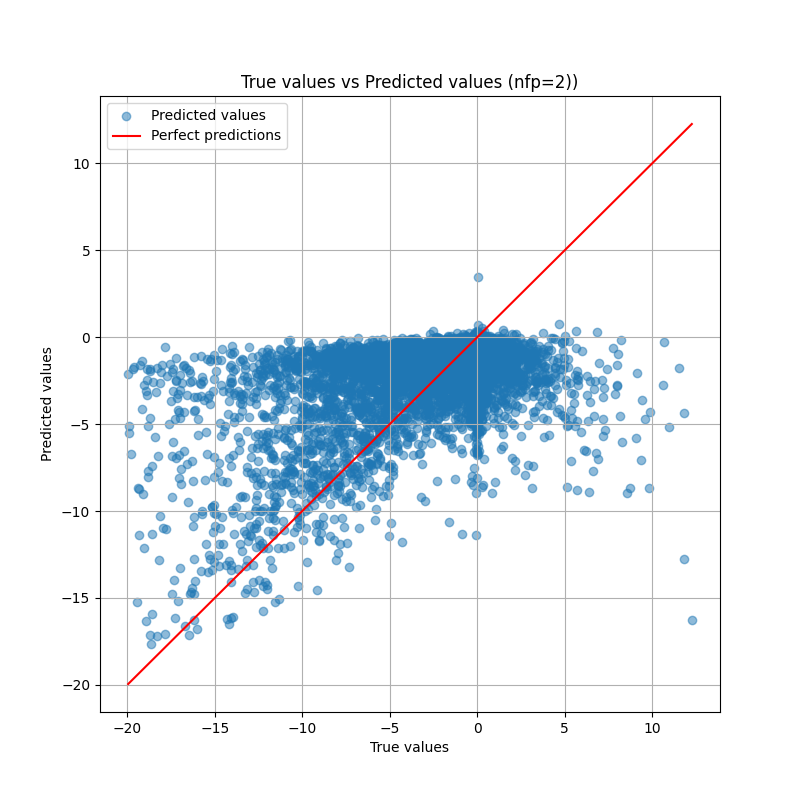 True values vs Predicted values (nfp=2))
Predicted values
Perfect predictions
10
5
0
−5
−10
−15
−20
Predicted values
−20 −15 −10 −5 0 5 10
True values